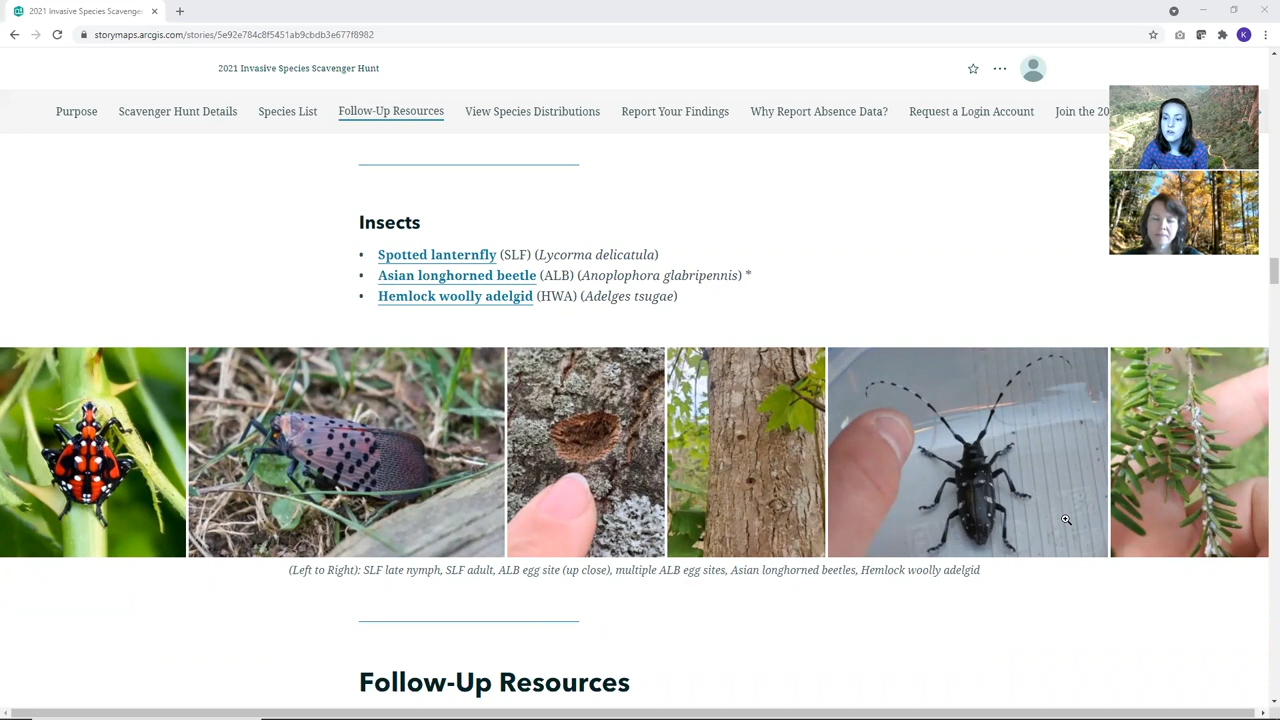 2021 Invasive Species Scavenge
storymaps.arcgis.com/stories/5e92e784c8f5451ab9cbdb3e677f8982
K
2021 Invasive Species Scavenger Hunt
Purpose Scavenger Hunt Details Species List Follow-Up Resources View Species Distributions Report Your Findings Why Report Absence Data? Request a Login Account Join the 20
Insects
• Spotted lanternfly (SLF) (Lycorma delicatula)
• Asian longhorned beetle (ALB) (Anoplophora glabripennis) *
• Hemlock woolly adelgid (HWA) (Adelges tsugae)
(Left to Right): SLF late nymph, SLF adult, ALB egg site (up close), multiple ALB egg sites, Asian longhorned beetles, Hemlock woolly adelgid
Follow-Up Resources